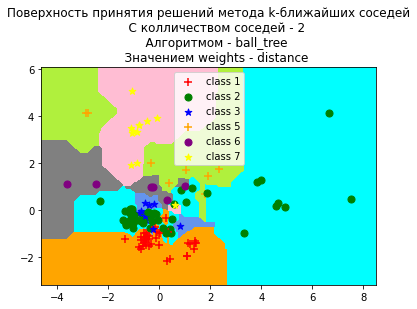 Поверхность принятия решений метода k-ближайших соседей
С колличеством соседей - 2
Алгоритмом - ball_tree
Значением weights - distance
class 1
class 2
class 3
class 5
class 6
class 7
6
4
2
0
−2
−4
−2
0
2
4
6
8